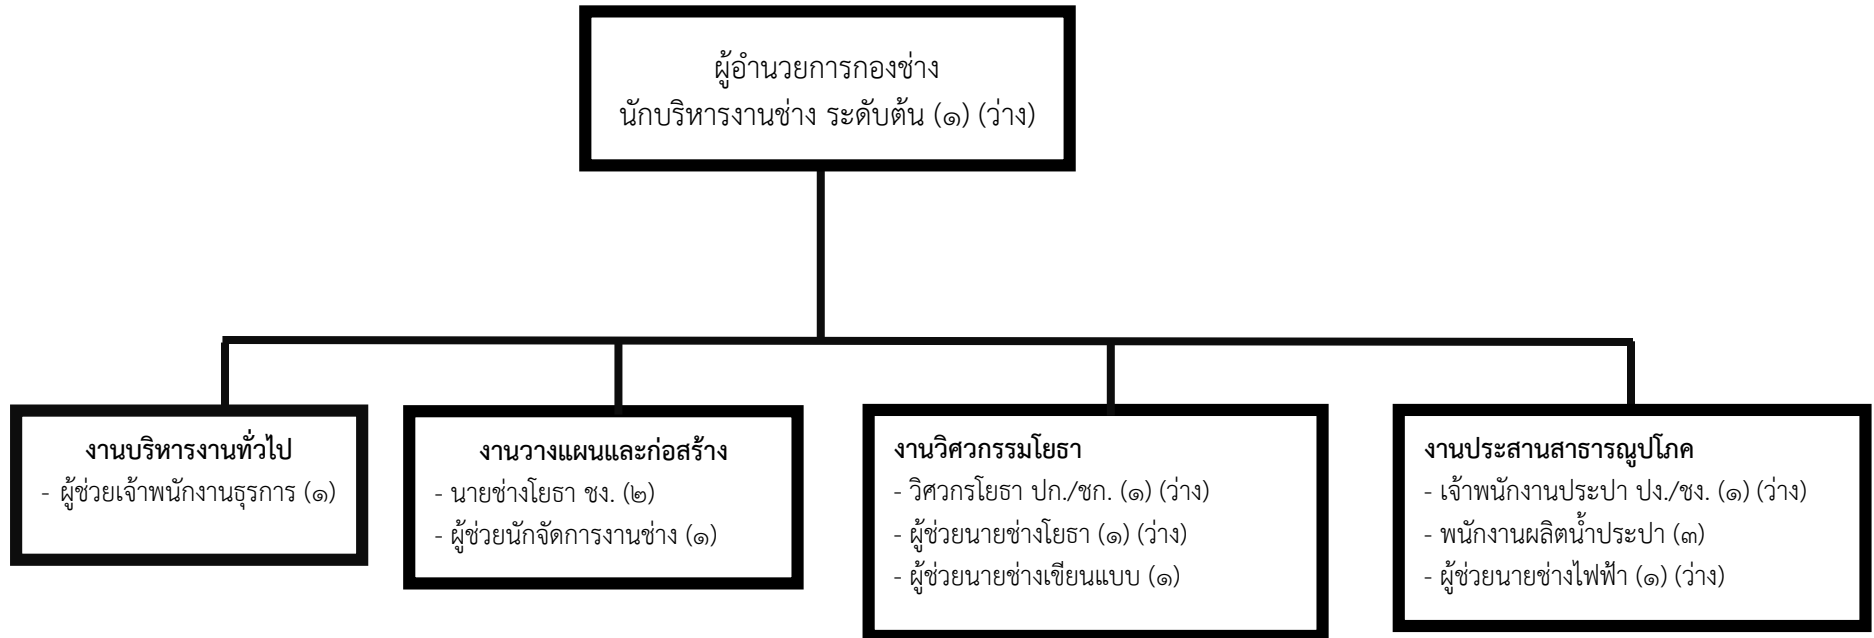 ผู้อำนวยการกองช่าง
นักบริหารงานช่าง ระดับต้น (๑) (ว่าง)
งานบริหารงานทั่วไป
- ผู้ช่วยเจ้าพนักงานธุรการ (๑)
งานวางแผนและก่อสร้าง
- นายช่างโยธา ชง. (๒)
- ผู้ช่วยนักจัดการงานช่าง (๑)
งานวิศวกรรมโยธา
- วิศวกรโยธา ปก./ชก. (๑) (ว่าง)
- ผู้ช่วยนายช่างโยธา (๑) (ว่าง)
- ผู้ช่วยนายช่างเขียนแบบ (๑)
งานประสานสาธารณูปโภค
- เจ้าพนักงานประปา ปง./ชง. (๑) (ว่าง)
- พนักงานผลิตน้ำประปา (๓)
- ผู้ช่วยนายช่างไฟฟ้า (๑) (ว่าง)